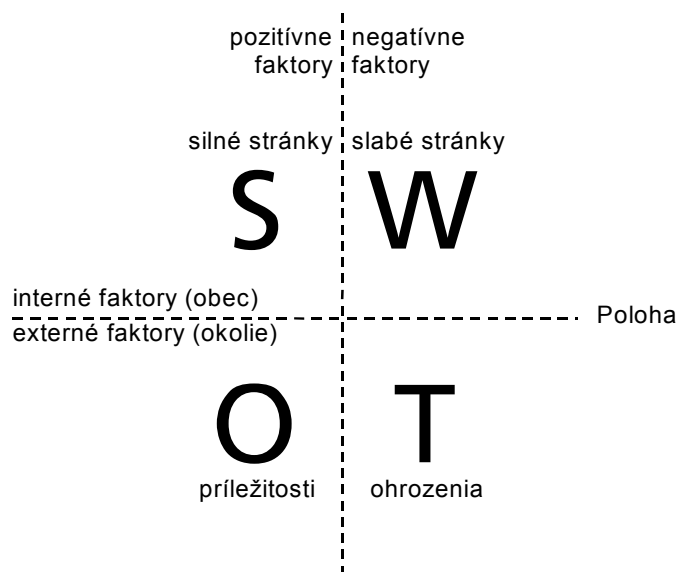 pozitívne negatívne
faktory faktory
silné stránky slabé stránky
S W
interné faktory (obec)
Poloha
externé faktory (okolie)
O T
príležitosti ohrozenia